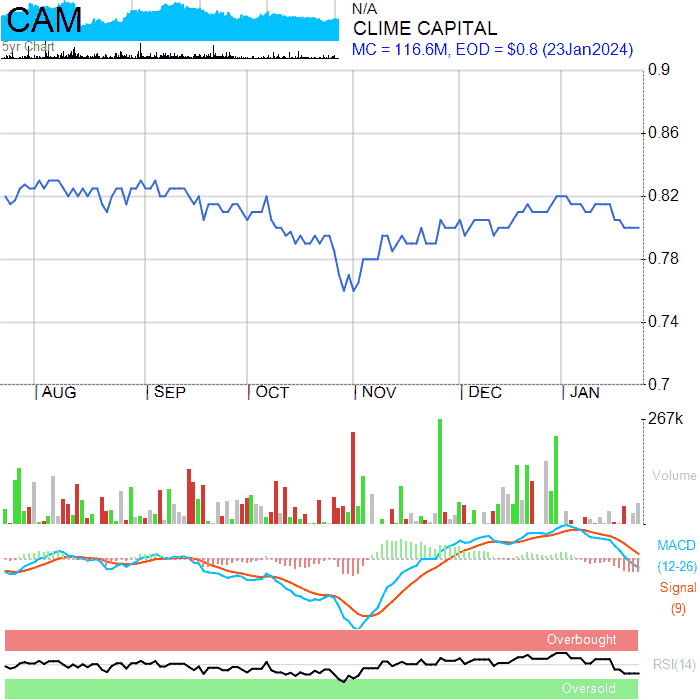 CAM
5yr Chart
N/A
CLIME CAPITAL
MC = 116.6M, EOD = $0.8 (23Jan2024)
0.9
0.86
0.82
0.78
0.74
0.7
AUG SEP OCT NOV DEC JAN
267k
Volume
MACD
(12-26)
Signal
(9)
Overbought
RSI(14)
Oversold